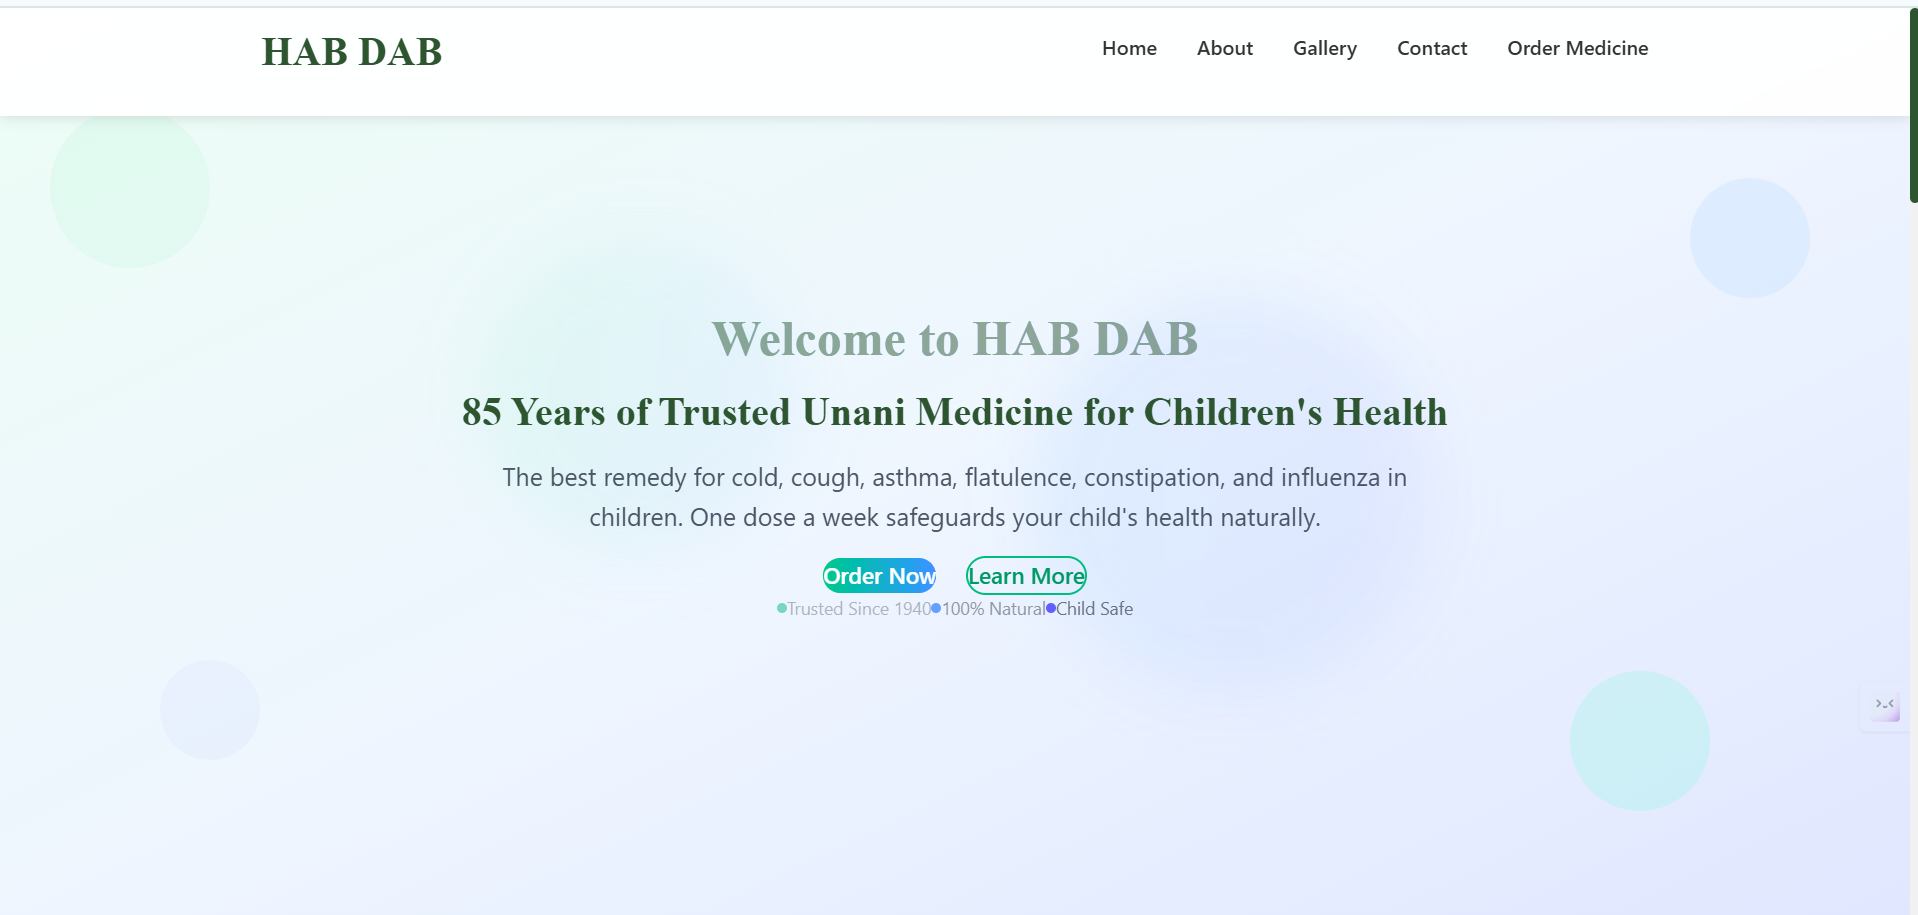 HAB DAB
Home About Gallery Contact Order Medicine
Welcome to HAB DAB
85 Years of Trusted Unani Medicine for Children's Health
The best remedy for cold, cough, asthma, flatulence, constipation, and influenza in
children. One dose a week safeguards your child's health naturally.
Order Now Learn More
Trusted Since 1940 100% Natural Child Safe